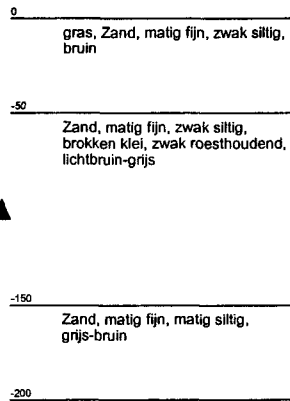 0
gras, Zand, matig fijn, zwak siltig,
bruin
-50
Zand, matig fijn, zwak siltig,
brokken klei, zwak roesthoudend,
lichtbruin-grijs
-150
Zand, matig fijn, matig siltig,
grijs-bruin
-200